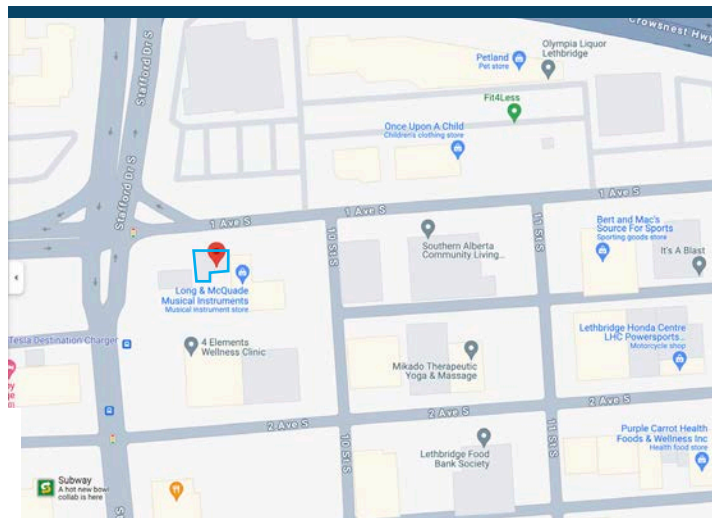 Crowsnest Hwy
Olympia Liquor
Lethbridge
Petland
Pet store
Stafford Dr S
Fit4Less
Once Upon A Child
Children's clothing store
Stafford Dr S
1 Ave S
1 Ave S
1 Ave S
10 St S
11 St S
Southern Alberta
Community Living...
Bert and Mac's
Source For Sports
Sporting goods store
It's A Blast
Long & McQuade
Musical Instruments
Musical instrument store
Tesla Destination Charger
4 Elements
Wellness Clinic
Lethbridge Honda Centre
LHC Powersports...
Motorcycle shop
Mikado Therapeutic
Yoga & Massage
2 Ave S
2 Ave S
2 Ave S
10 St S
11 St S
Lethbridge Food
Bank Society
Purple Carrot Health
Foods & Wellness Inc
Health food store
Subway
A hot new bowl
collab is here